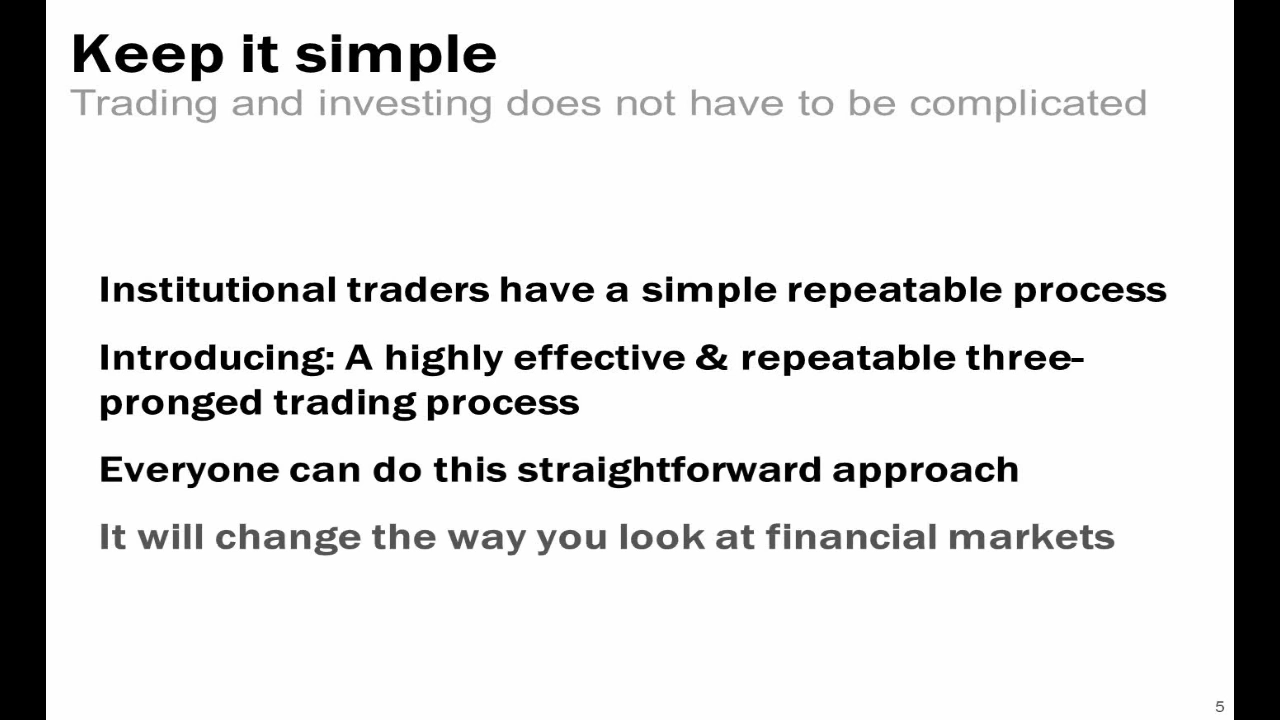 Keep it simple
Trading and investing does not have to be complicated
Institutional traders have a simple repeatable process
Introducing: A highly effective & repeatable three-
pronged trading process
Everyone can do this straightforward approach
It will change the way you look at financial markets
5